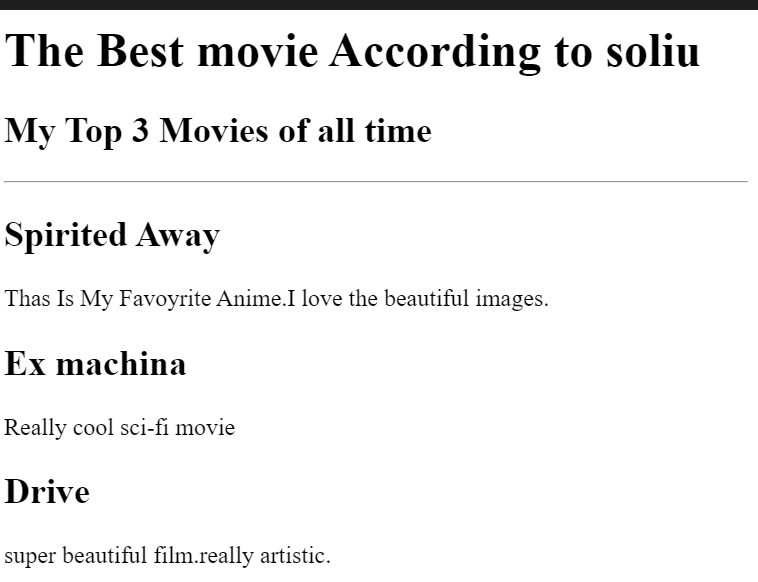 The Best movie According to soliu
My Top 3 Movies of all time
Spirited Away
Thas Is My Favoyrite Anime.I love the beautiful images.
Ex machina
Really cool sci-fi movie
Drive
super beautiful film.really artistic.